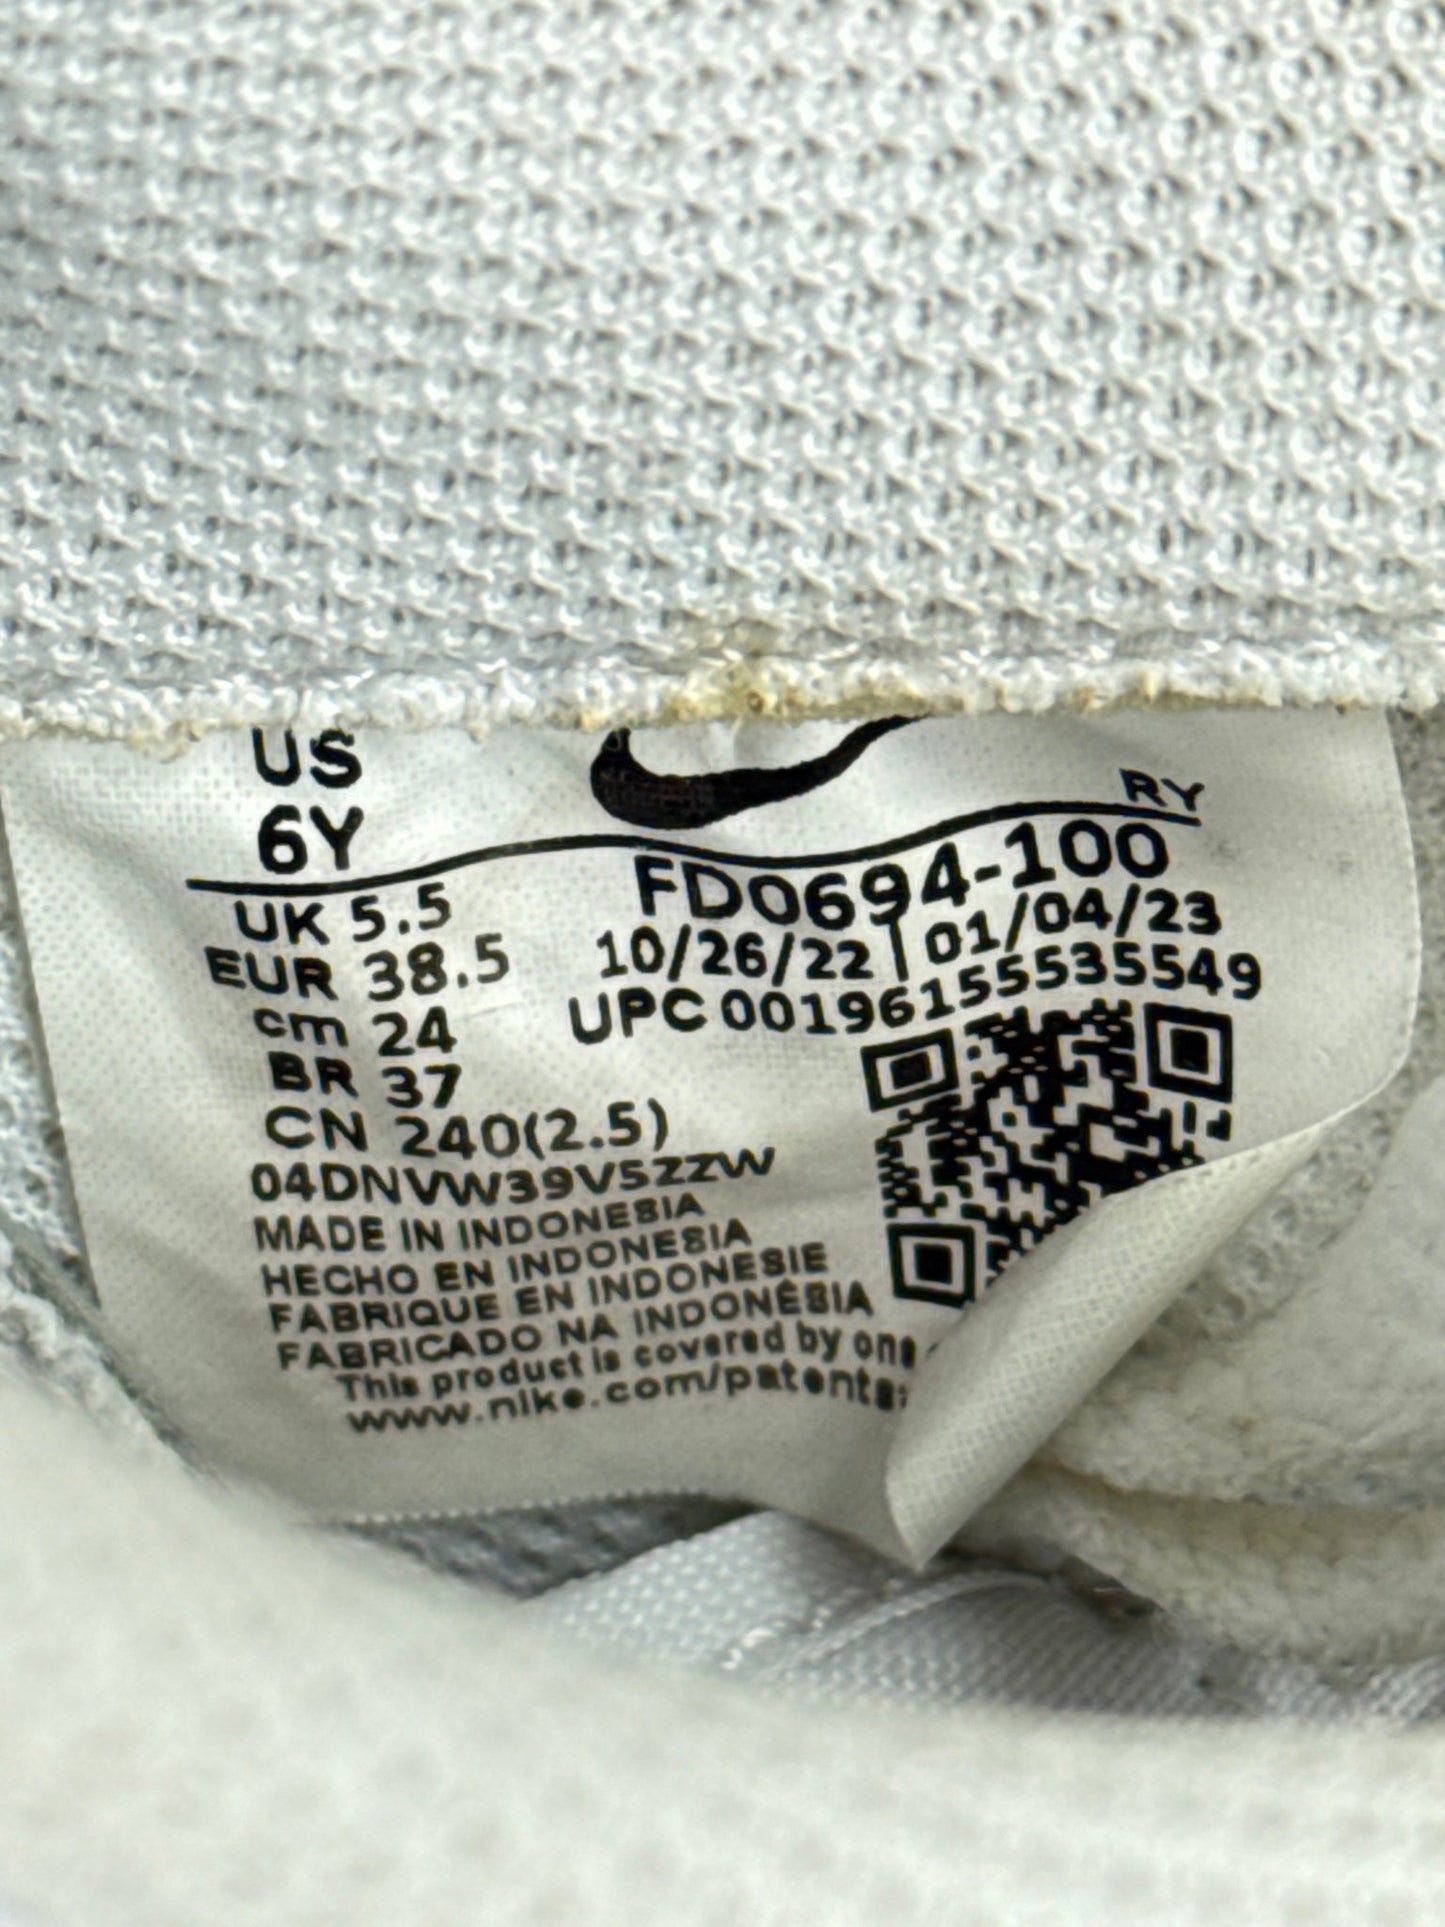 US
6Y
RY
UK 5.5
EUR 38.5
cm 24
BR 37
CN 240(2.5)
FD0694-100
10/26/22 | 01/04/23
UPC 00196155535549
04DNVW39V5ZZW
MADE IN INDONESIA
HECHO EN INDONESIA
FABRIQUE EN INDONESIE
FABRICADO NA INDONÉSIA
This product is covered by one
www.nike.com/patents